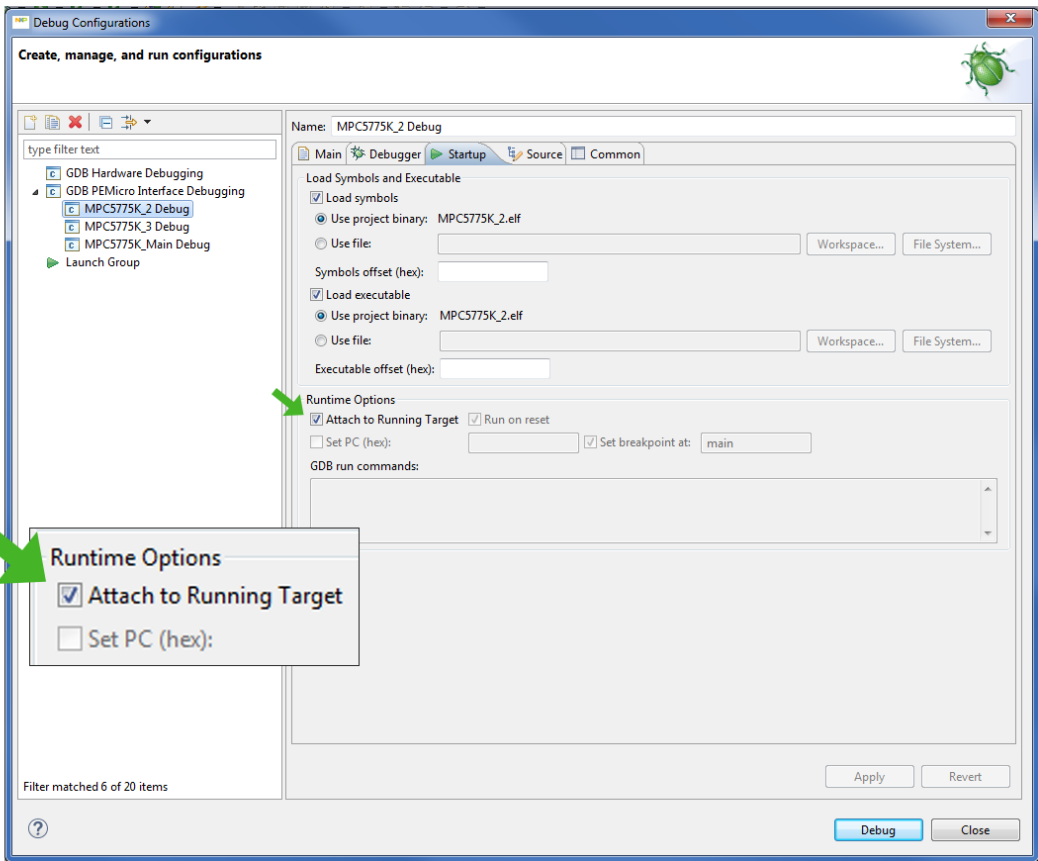 Debug Configurations
Create, manage, and run configurations
type filter text
GDB Hardware Debugging
GDB PEMicro Interface Debugging
MPC5775K_2 Debug
MPC5775K_3 Debug
MPC5775K_Main Debug
Launch Group
Filter matched 6 of 20 items
Name: MPC5775K_2 Debug
Main Debugger Startup Source Common
Load Symbols and Executable
Load symbols
Use project binary: MPC5775K_2.elf
Use file: Workspace... File System...
Symbols offset (hex):
Load executable
Use project binary: MPC5775K_2.elf
Use file: Workspace... File System...
Executable offset (hex):
Runtime Options
Attach to Running Target Run on reset
Set PC (hex): Set breakpoint at: main
GDB run commands:
Runtime Options
Attach to Running Target
Set PC (hex):
Apply Revert
Debug Close